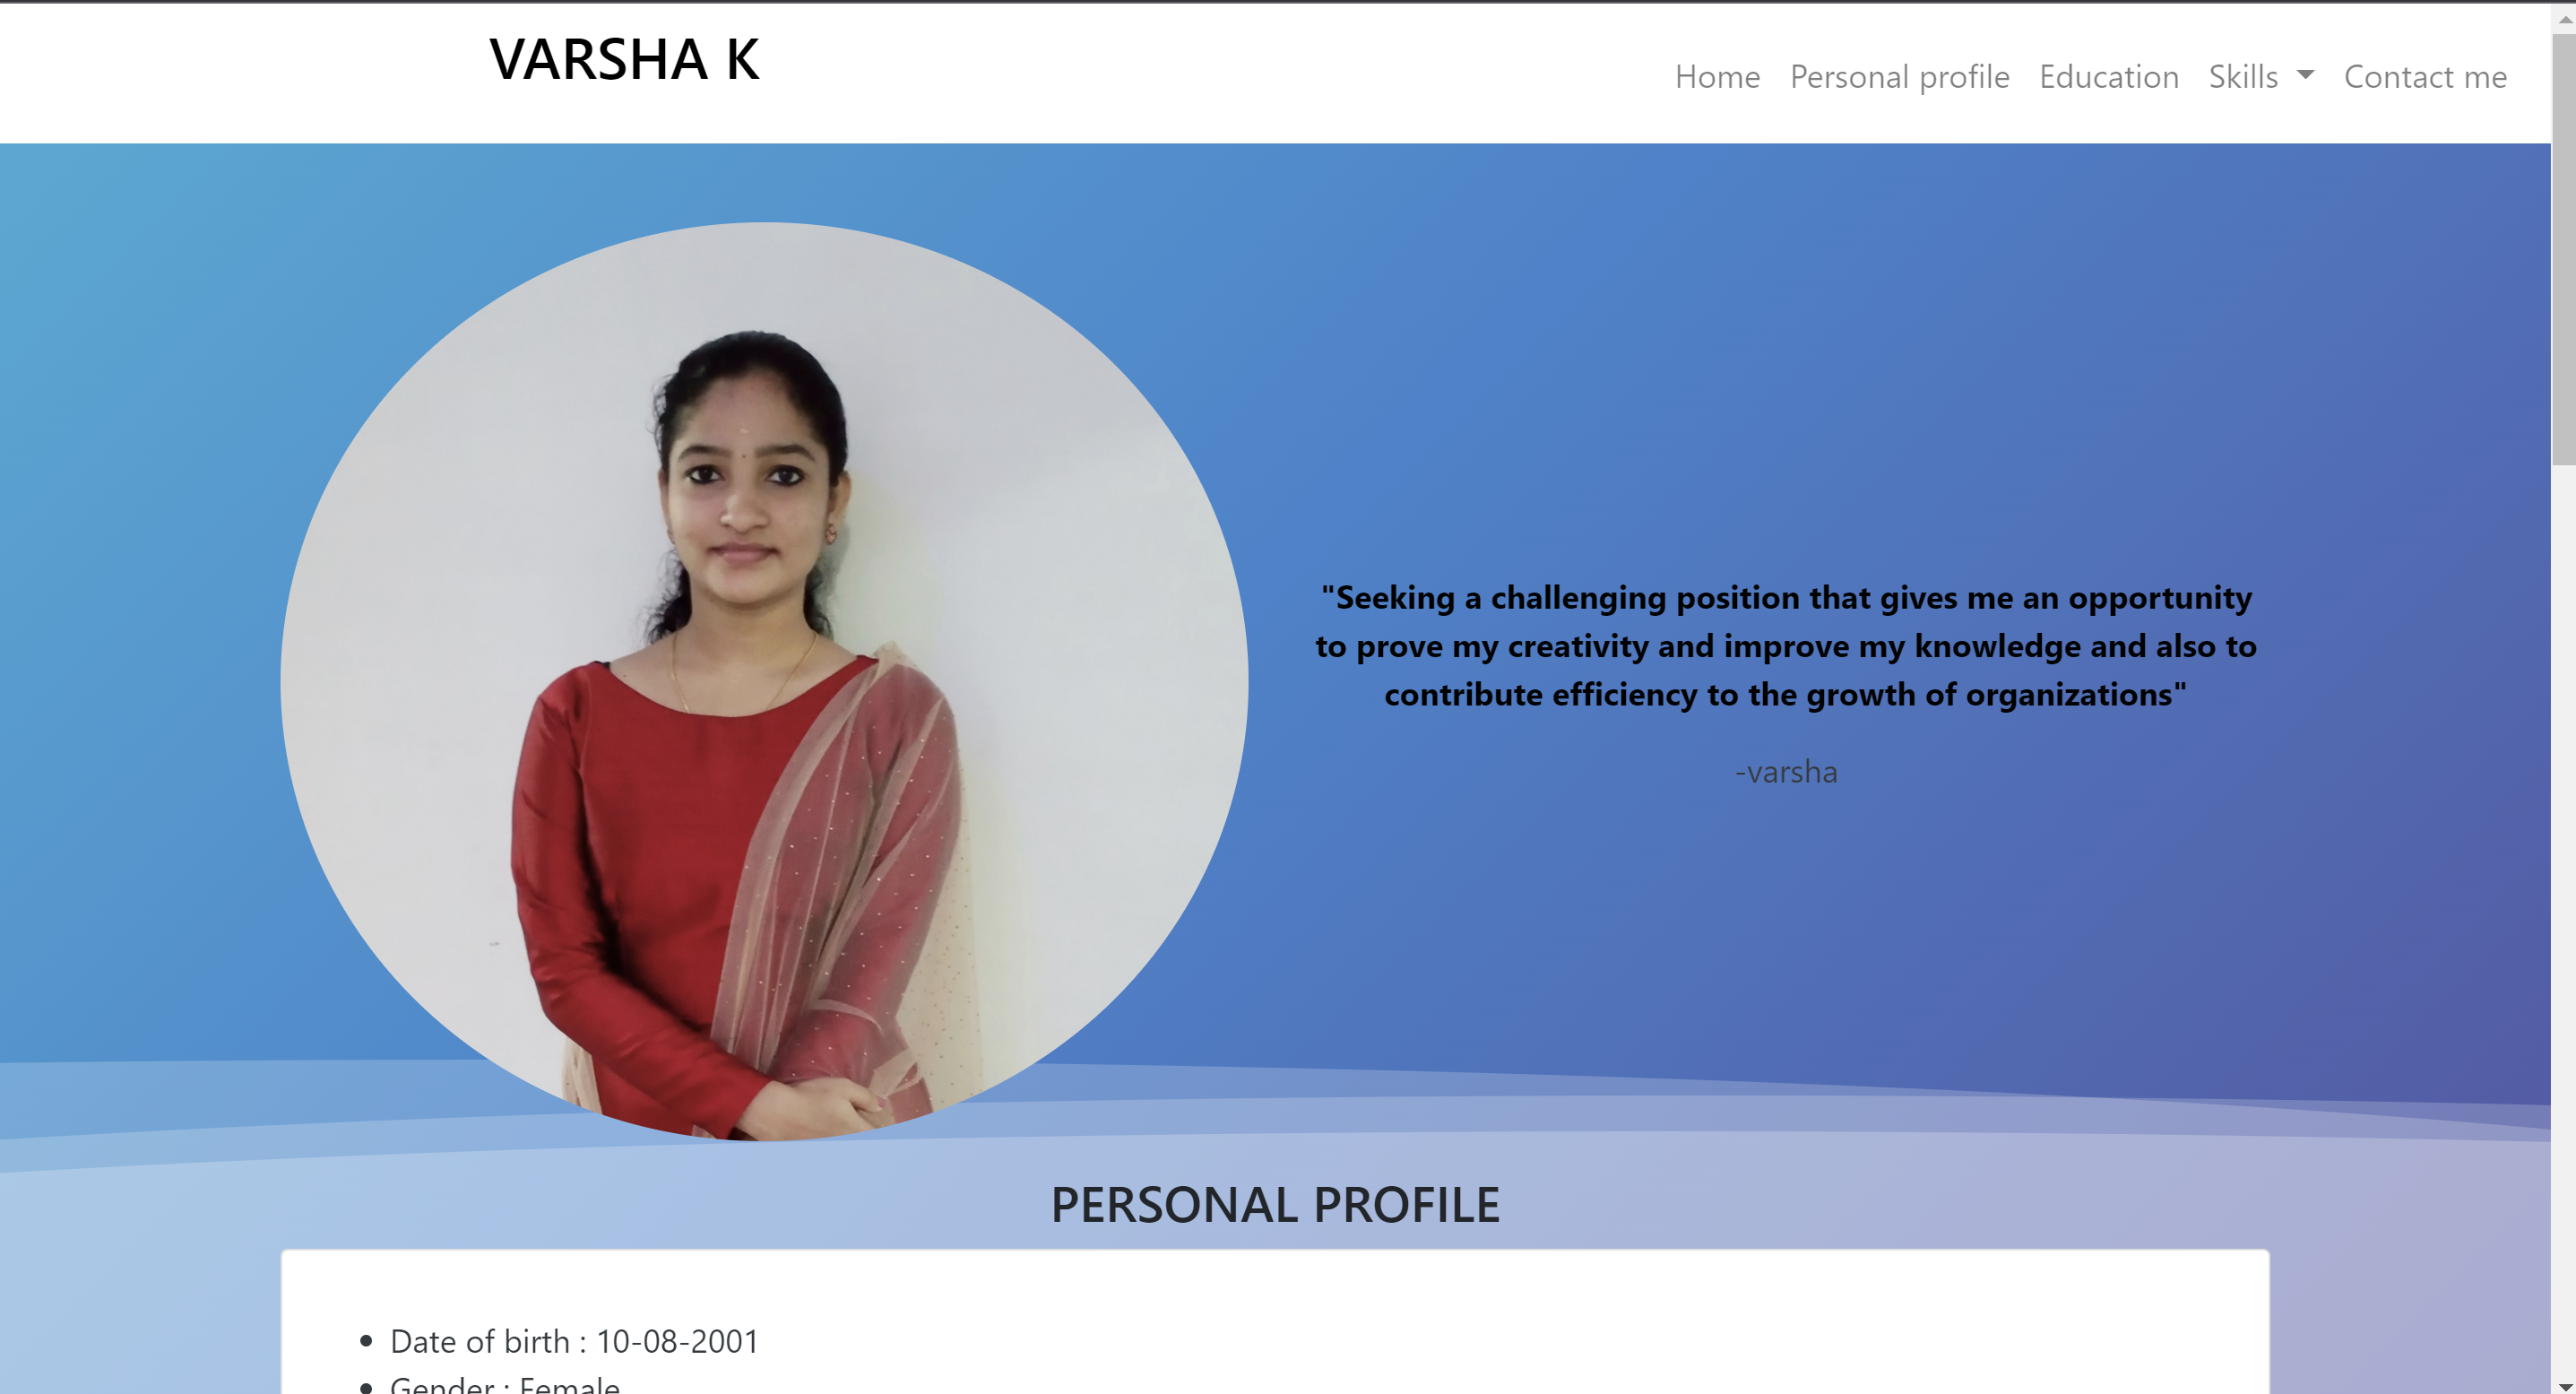 VARSHA K
Home Personal profile Education Skills Contact me
"Seeking a challenging position that gives me an opportunity
to prove my creativity and improve my knowledge and also to
contribute efficiency to the growth of organizations"
-varsha
PERSONAL PROFILE
Date of birth : 10-08-2001
Gender : Female